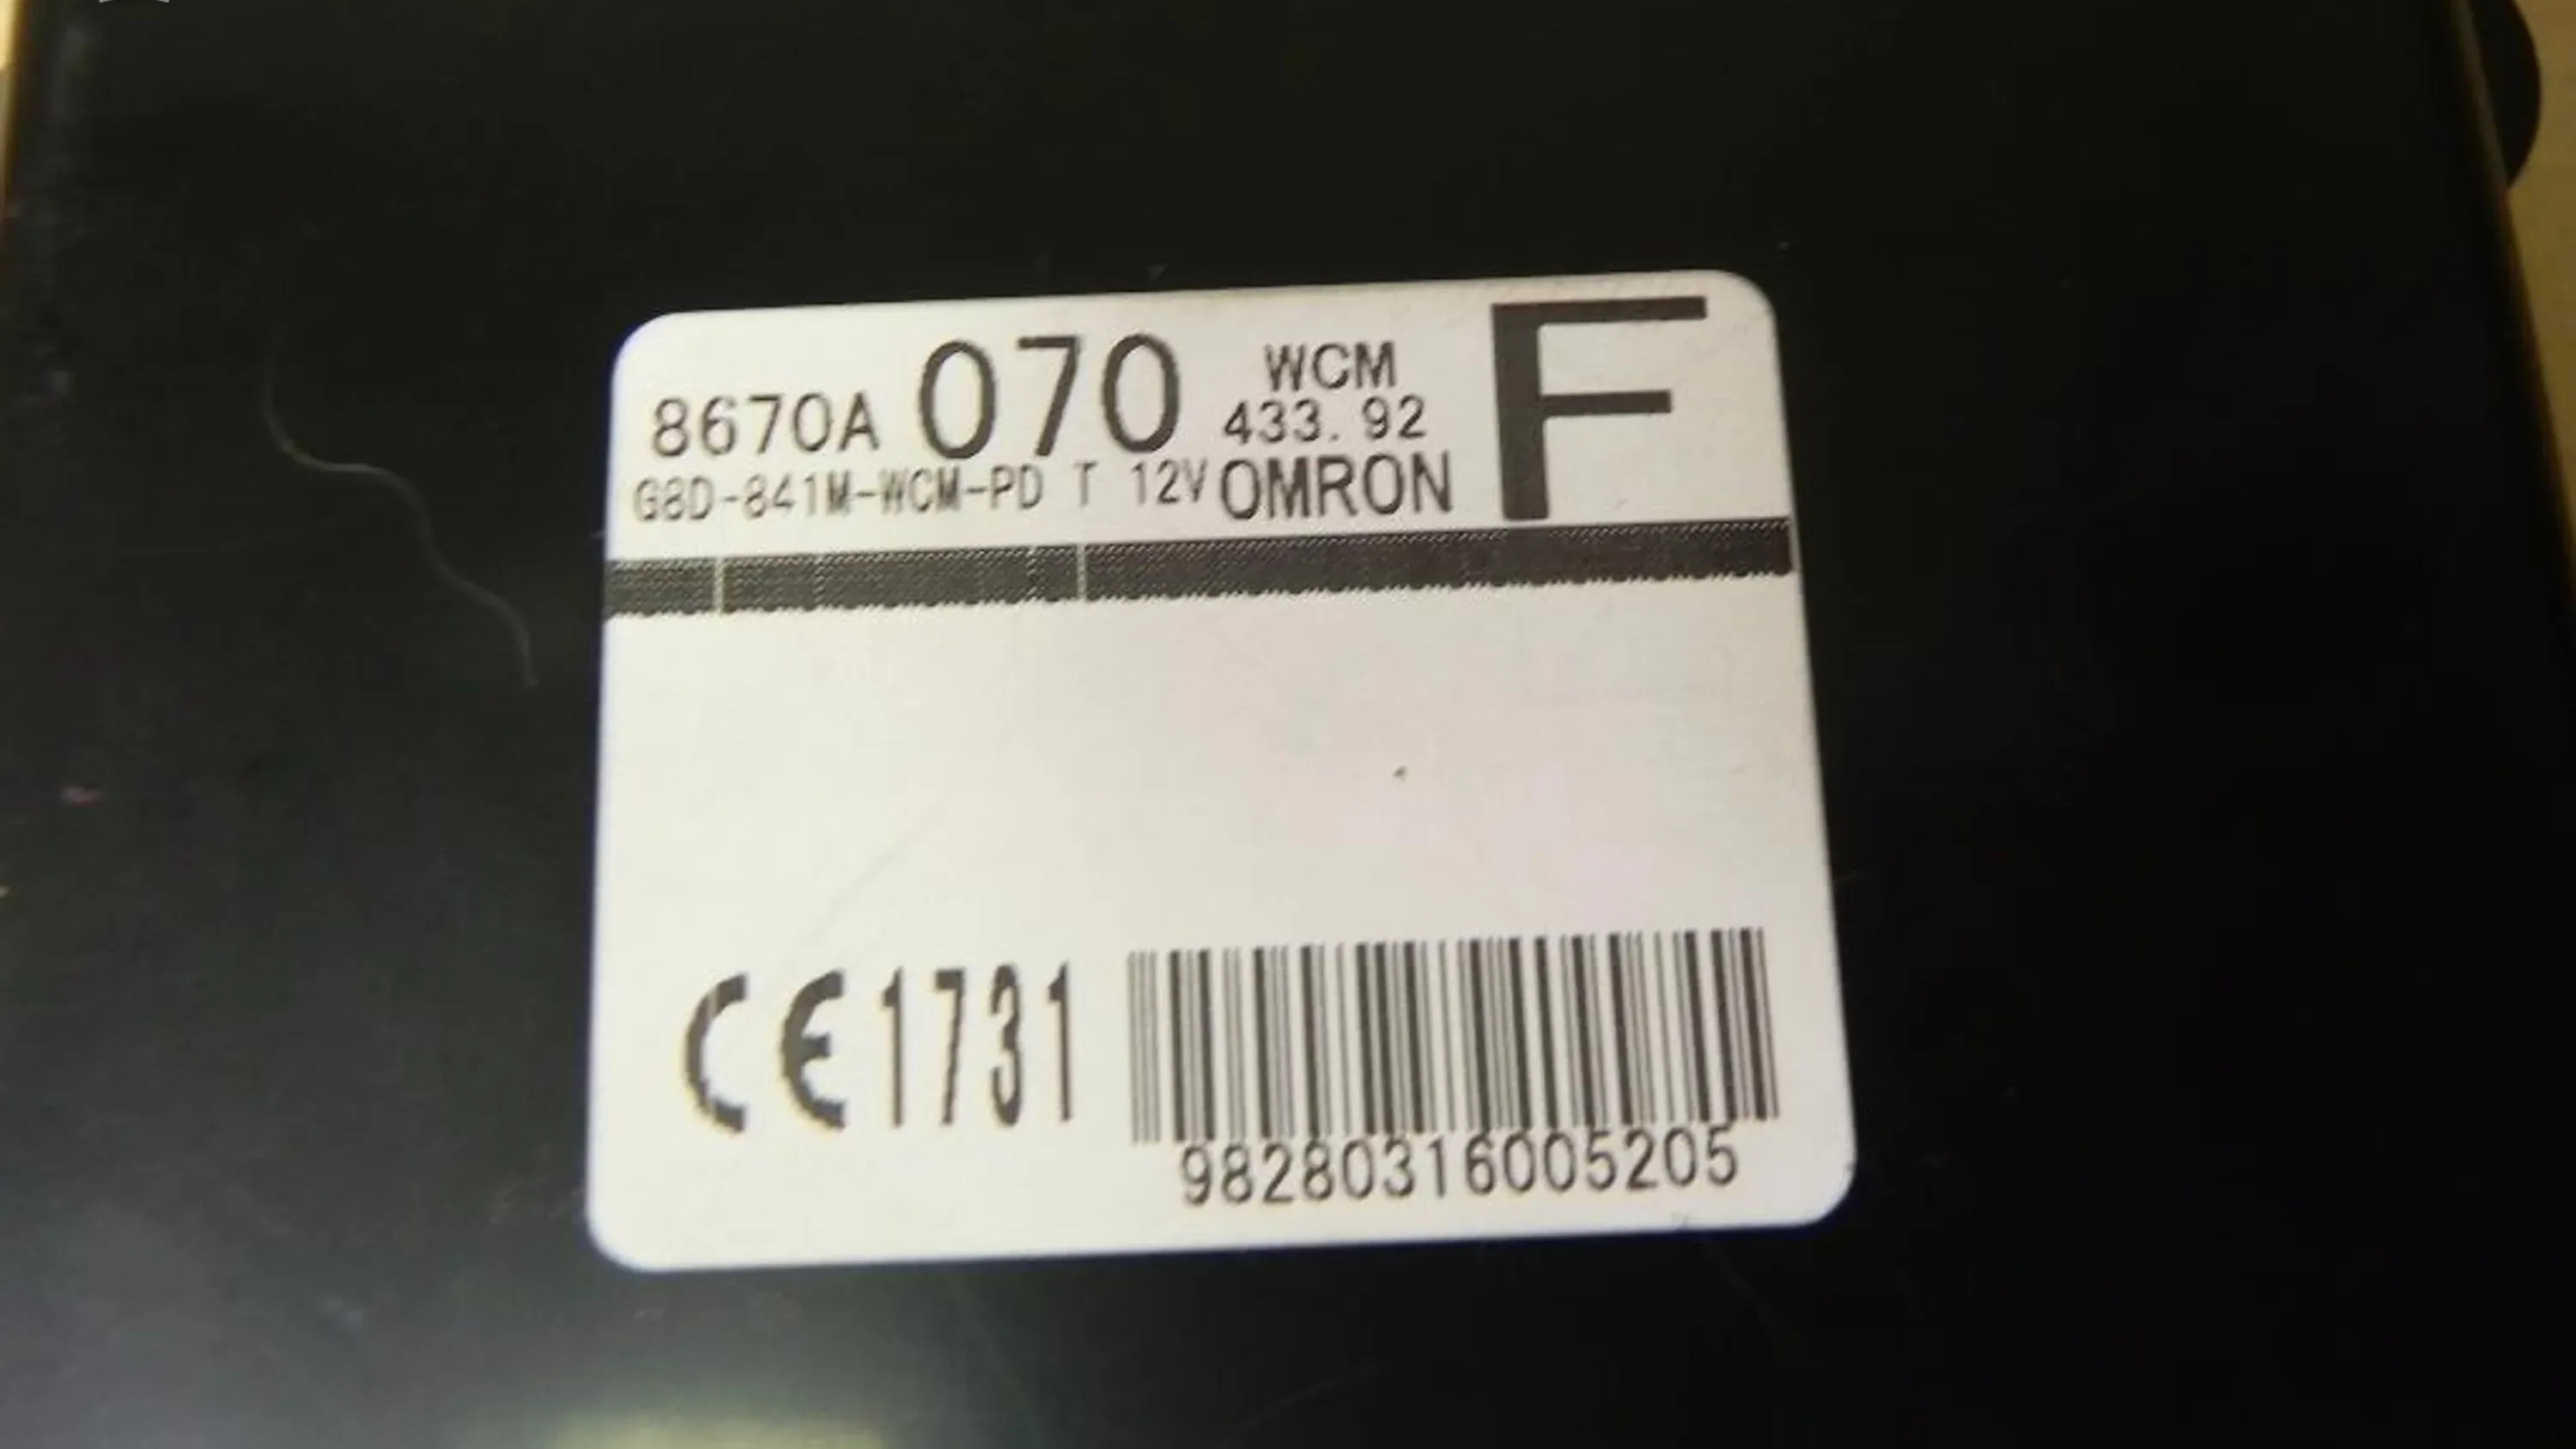 8670A 070 WCM F
433.92
G8D-841M-WCM-PD T 12V OMRON
CE1731
98280316005205